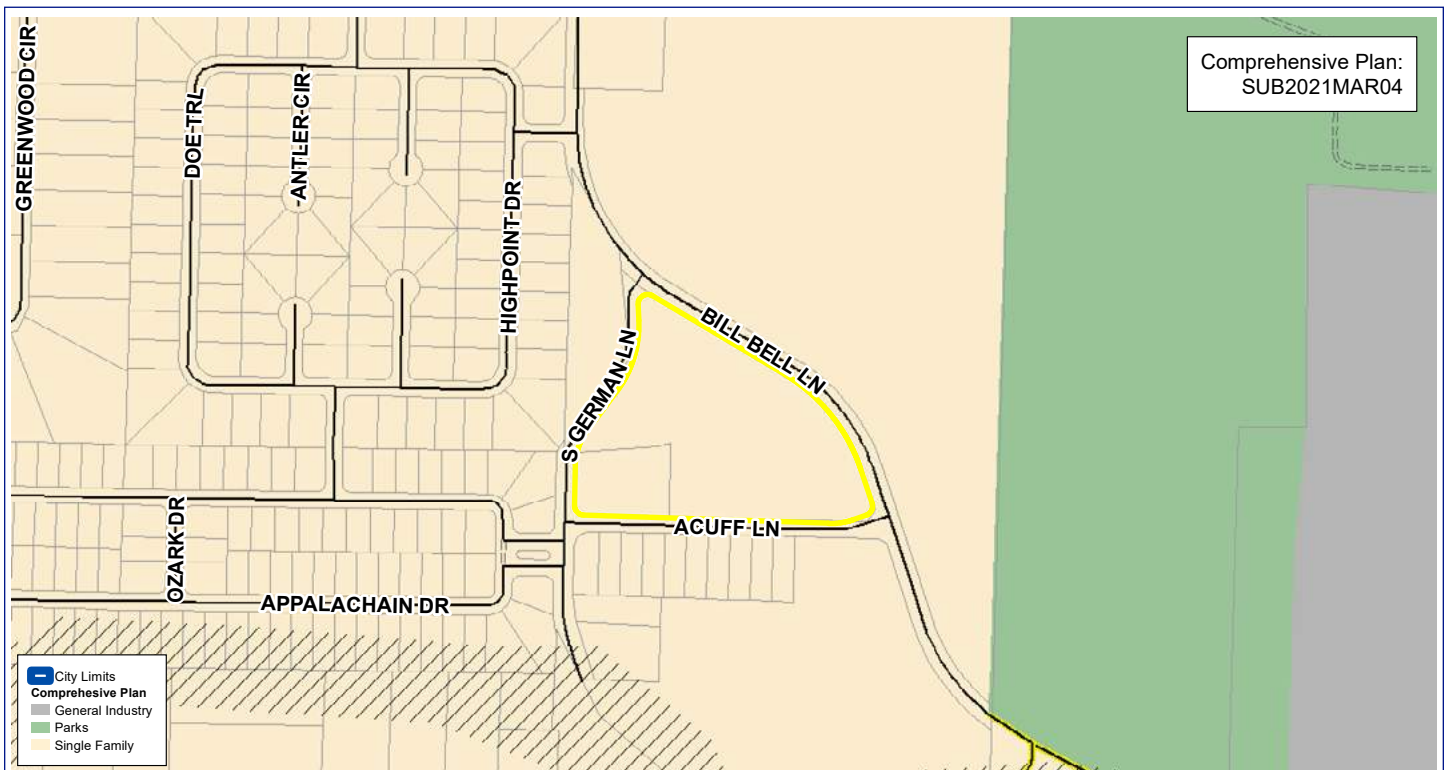 Comprehensive Plan:
SUB2021MAR04
GREENWOOD CIR
DOE TRL
ANTLER CIR
HIGHPOINT DR
BILL BELL LN
S GERMAN LN
ACUFF LN
OZARK DR
APPALACHAIN DR
City Limits
Comprehesive Plan
General Industry
Parks
Single Family